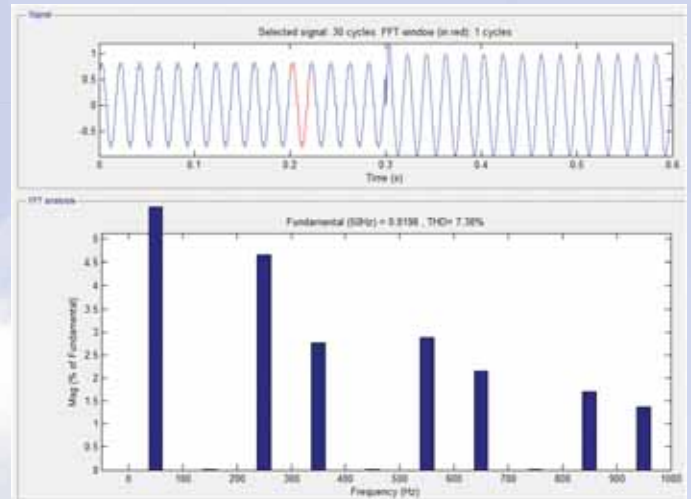 Signal
Selected signal: 30 cycles. FFT window (in red): 1 cycles
1
0.5
0
-0.5
0 0.1 0.2 0.3 0.4 0.5 0.6
Time (s)
FFT analysis
Fundamental (50Hz) = 0.8198 , THD= 7.38%
5
4.5
4
3.5
3
2.5
2
1.5
1
0.5
0
Mag (% of Fundamental)
0 100 200 300 400 500 600 700 800 900 1000
Frequency (Hz)